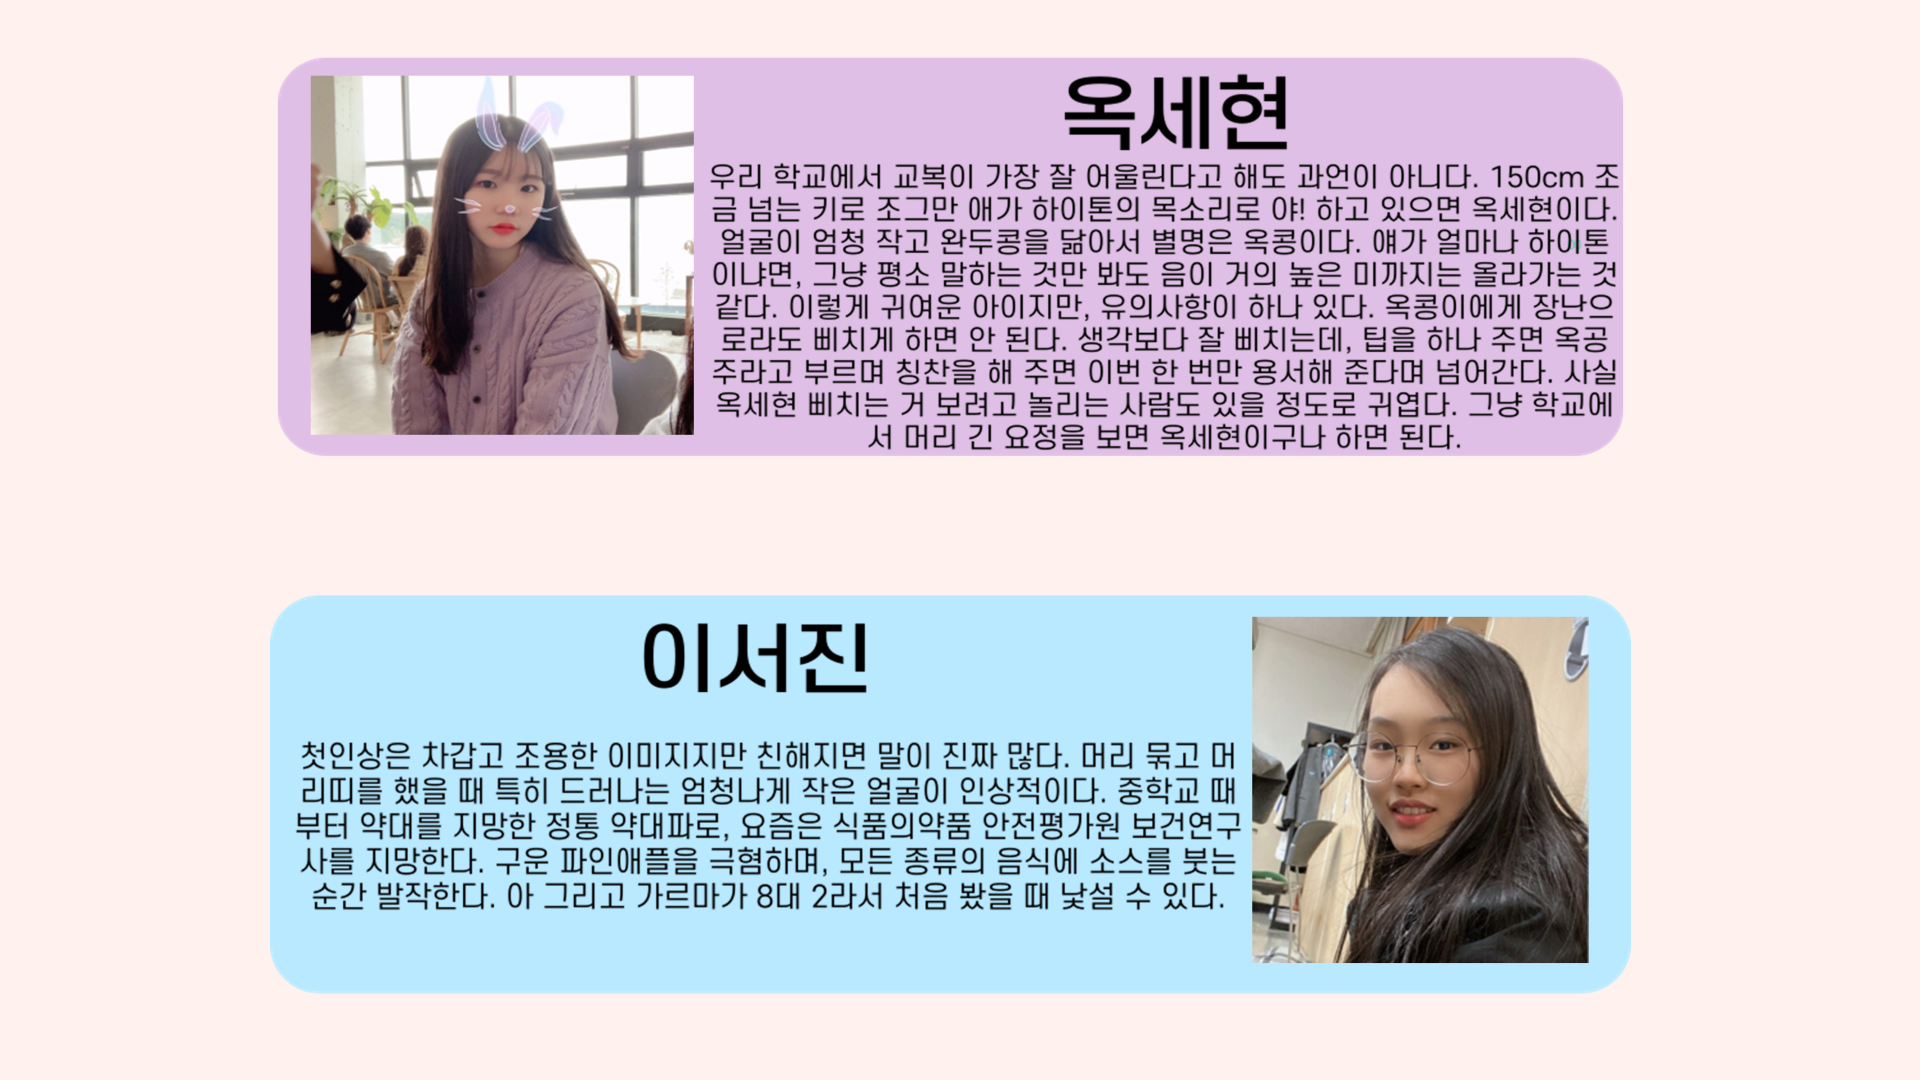 옥세현
우리 학교에서 교복이 가장 잘 어울린다고 해도 과언이 아니다. 150cm 조
금 넘는 키로 조그만 애가 하이톤의 목소리로 야! 하고 있으면 옥세현이다.
얼굴이 엄청 작고 완두콩을 닮아서 별명은 옥콩이다. 얘가 얼마나 하이톤
이냐면, 그냥 평소 말하는 것만 봐도 음이 거의 높은 미까지는 올라가는 것
같다. 이렇게 귀여운 아이지만, 유의사항이 하나 있다. 옥콩이에게 장난으
로라도 삐치게 하면 안 된다. 생각보다 잘 삐치는데, 팁을 하나 주면 옥공
주라고 부르며 칭찬을 해 주면 이번 한 번만 용서해 준다며 넘어간다. 사실
옥세현 삐치는 거 보려고 놀리는 사람도 있을 정도로 귀엽다. 그냥 학교에
서 머리 긴 요정을 보면 옥세현이구나 하면 된다.
이서진
첫인상은 차갑고 조용한 이미지지만 친해지면 말이 진짜 많다. 머리 묶고 머
리띠를 했을 때 특히 드러나는 엄청나게 작은 얼굴이 인상적이다. 중학교 때
부터 약대를 지망한 정통 약대파로, 요즘은 식품의약품 안전평가원 보건연구
사를 지망한다. 구운 파인애플을 극혐하며, 모든 종류의 음식에 소스를 붓는
순간 발작한다. 아 그리고 가르마가 8대 2라서 처음 봤을 때 낯설 수 있다.